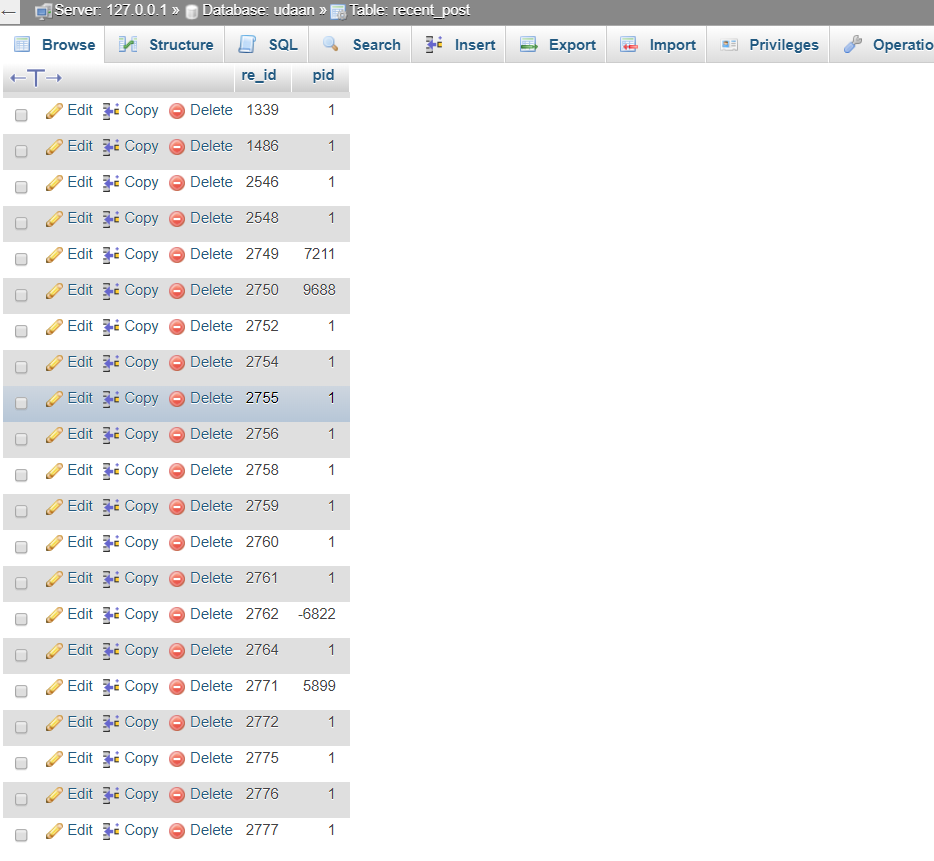 Server: 127.0.0.1 » Database: udaan » Table: recent_post
Browse Structure SQL Search Insert Export Import Privileges Operatio
←T→ re_id pid
Edit Copy Delete 1339 1
Edit Copy Delete 1486 1
Edit Copy Delete 2546 1
Edit Copy Delete 2548 1
Edit Copy Delete 2749 7211
Edit Copy Delete 2750 9688
Edit Copy Delete 2752 1
Edit Copy Delete 2754 1
Edit Copy Delete 2755 1
Edit Copy Delete 2756 1
Edit Copy Delete 2758 1
Edit Copy Delete 2759 1
Edit Copy Delete 2760 1
Edit Copy Delete 2761 1
Edit Copy Delete 2762 -6822
Edit Copy Delete 2764 1
Edit Copy Delete 2771 5899
Edit Copy Delete 2772 1
Edit Copy Delete 2775 1
Edit Copy Delete 2776 1
Edit Copy Delete 2777 1